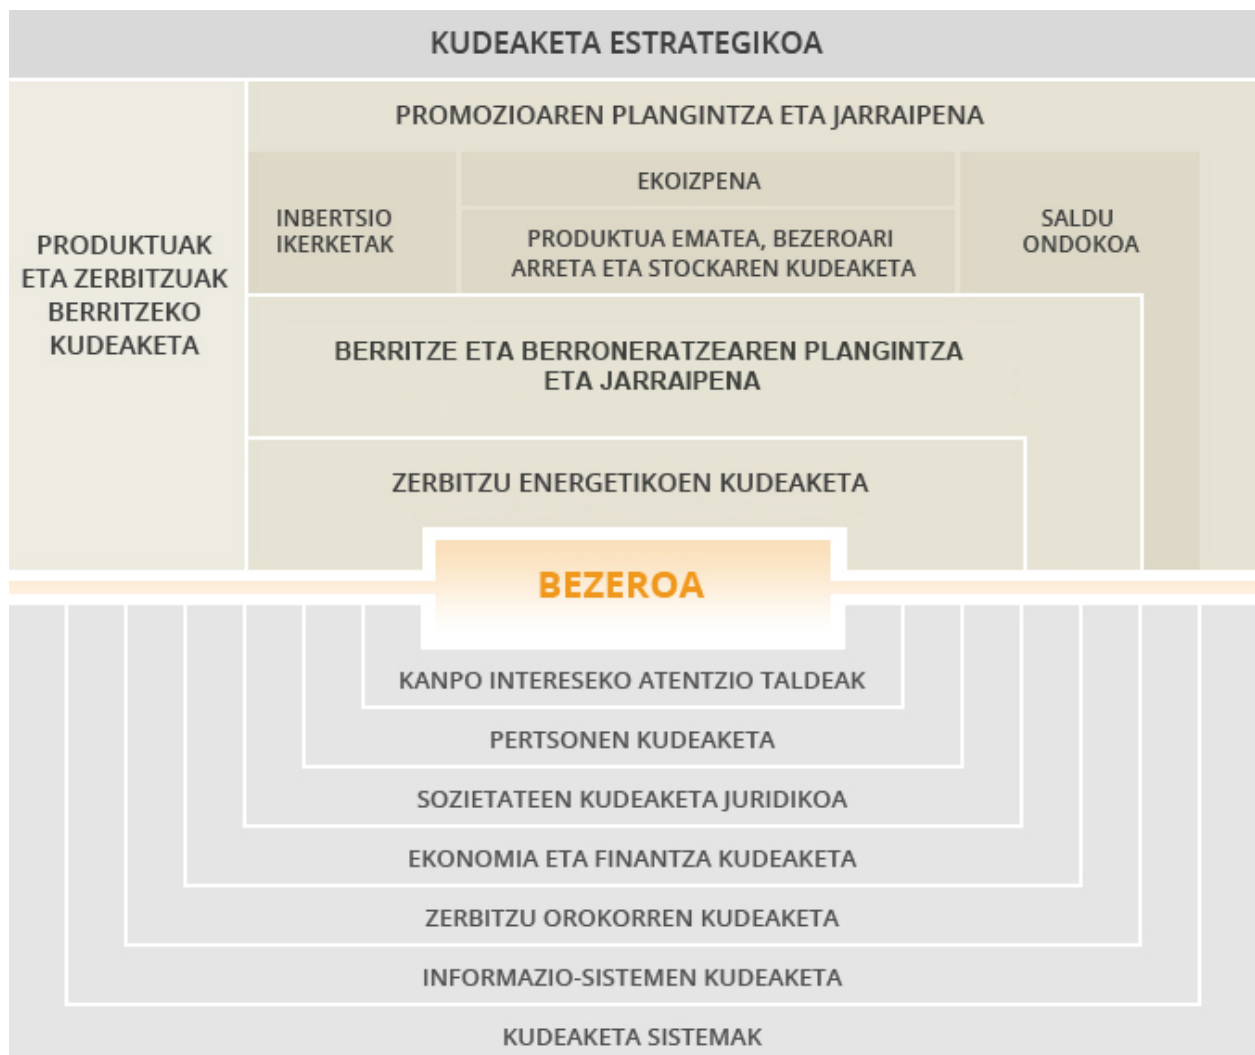 KUDEAKETA ESTRATEGIKOA
PRODUKTUAK
ETA ZERBITZUAK
BERRITZEKO
KUDEAKETA
PROMOZIOAREN PLANGINTZA ETA JARRAIPENA
INBERTSIO
IKERKETAK
EKOIZPENA
PRODUKTUA EMATEA, BEZEROARI
ARRETA ETA STOCKAREN KUDEAKETA
SALDU
ONDOKOA
BERRITZE ETA BERRONERATZEAREN PLANGINTZA
ETA JARRAIPENA
ZERBITZU ENERGETIKOEN KUDEAKETA
BEZEROA
KANPO INTERESEKO ATENTZIO TALDEAK
PERTSONEN KUDEAKETA
SOZIETATEEN KUDEAKETA JURIDIKOA
EKONOMIA ETA FINANTZA KUDEAKETA
ZERBITZU OROKORREN KUDEAKETA
INFORMAZIO-SISTEMEN KUDEAKETA
KUDEAKETA SISTEMAK